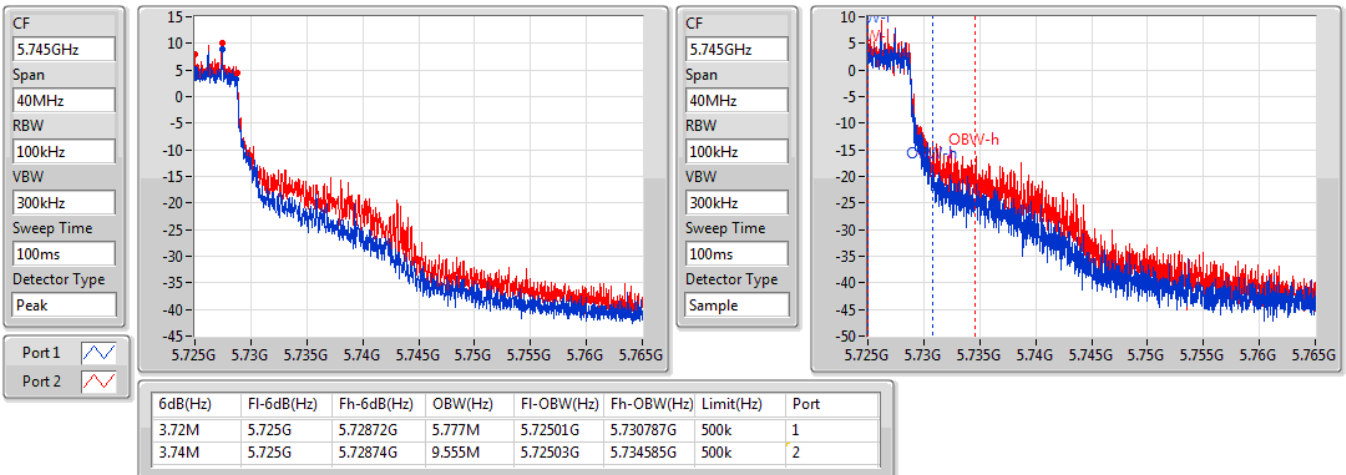 CF
5.745GHz
Span
40MHz
RBW
100kHz
VBW
300kHz
Sweep Time
100ms
Detector Type
Peak
Port 1
Port 2
15
10
5
0
-5
-10
-15
-20
-25
-30
-35
-40
-45
5.725G 5.73G 5.735G 5.74G 5.745G 5.75G 5.755G 5.76G 5.765G
CF
5.745GHz
Span
40MHz
RBW
100kHz
VBW
300kHz
Sweep Time
100ms
Detector Type
Sample
10
5
0
-5
-10
-15
-20
-25
-30
-35
-40
-45
-50
OBW-h
5.725G 5.73G 5.735G 5.74G 5.745G 5.75G 5.755G 5.76G 5.765G
6dB(Hz) Fl-6dB(Hz) Fh-6dB(Hz) OBW(Hz) Fl-OBW(Hz) Fh-OBW(Hz) Limit(Hz) Port
3.72M 5.725G 5.72872G 5.777M 5.72501G 5.730787G 500k 1
3.74M 5.725G 5.72874G 9.555M 5.72503G 5.734585G 500k 2